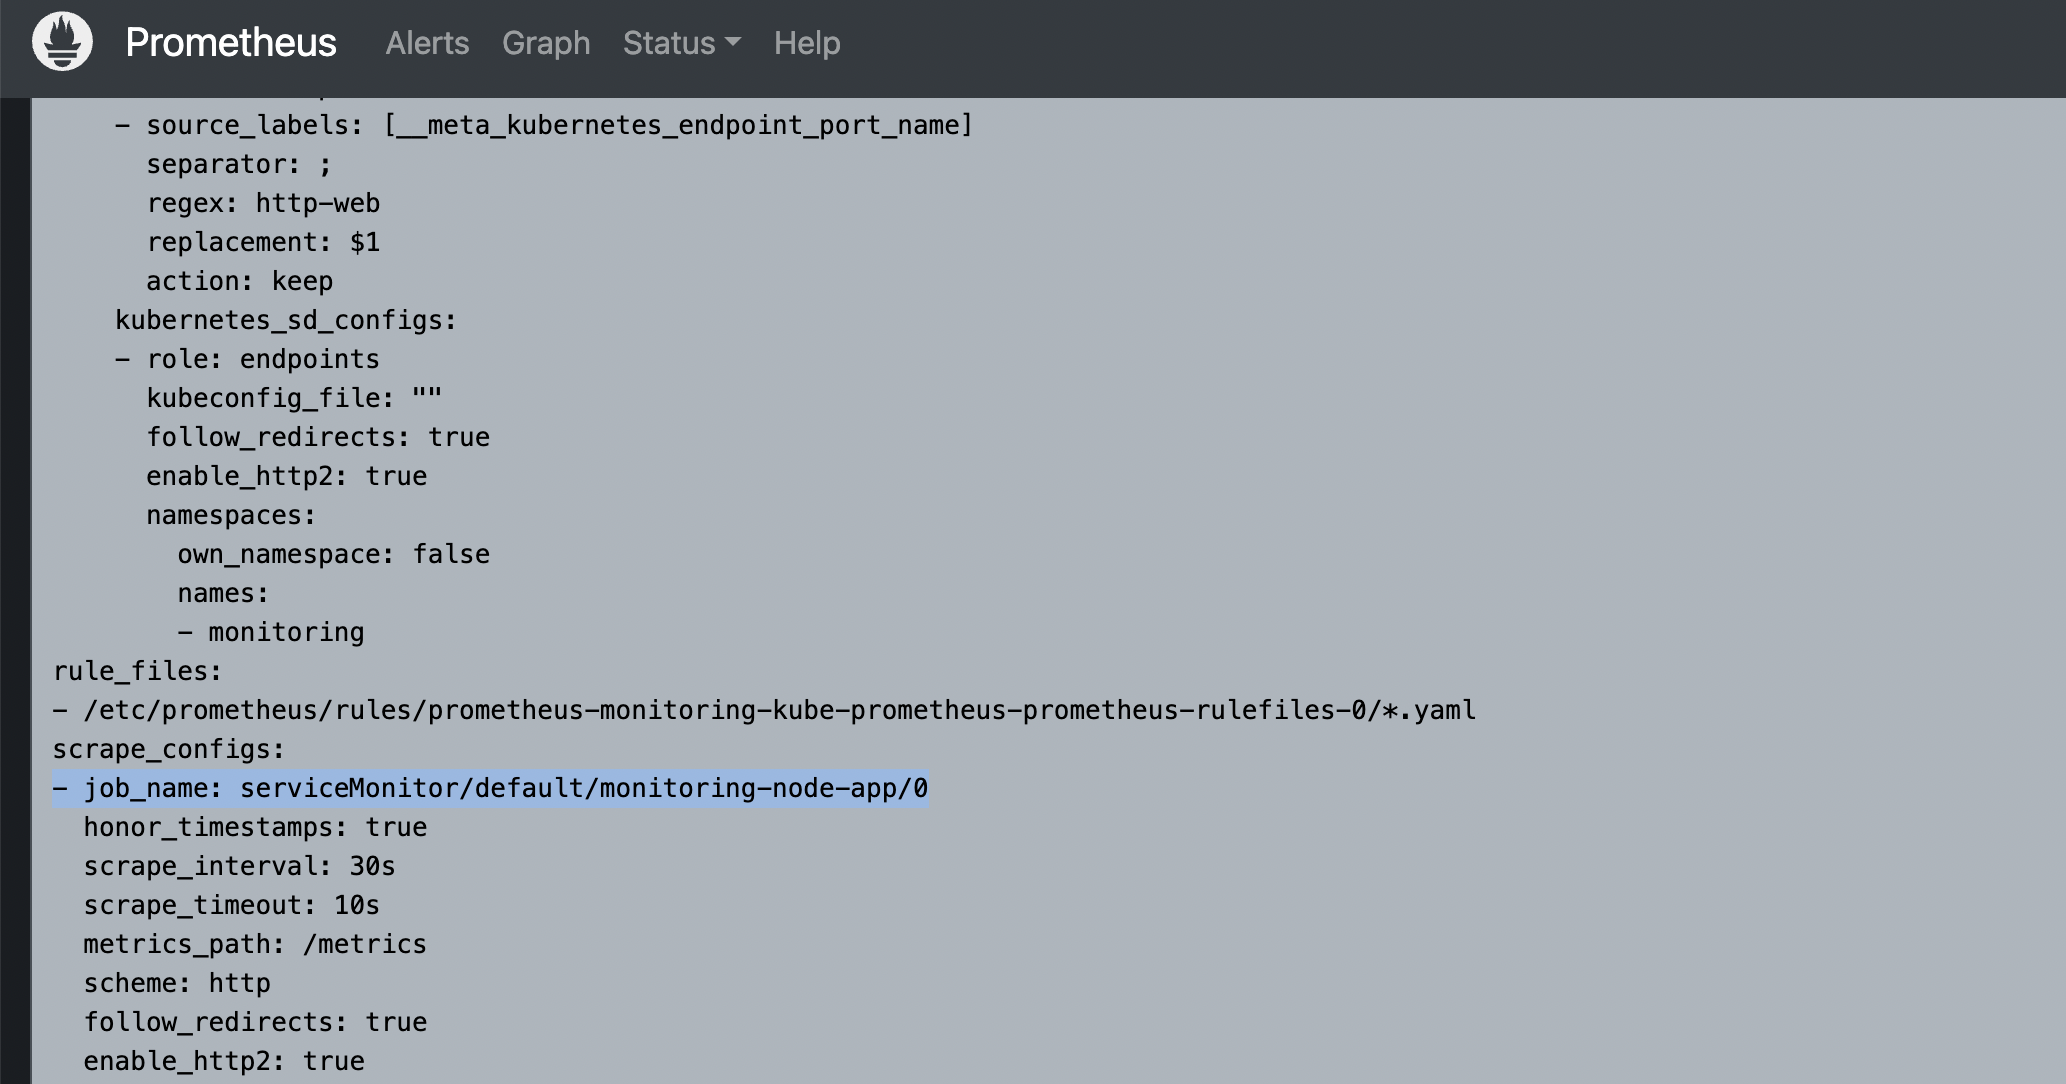 Prometheus Alerts Graph Status Help
- source_labels: [__meta_kubernetes_endpoint_port_name]
separator: ;
regex: http-web
replacement: $1
action: keep
kubernetes_sd_configs:
- role: endpoints
kubeconfig_file: ""
follow_redirects: true
enable_http2: true
namespaces:
own_namespace: false
names:
- monitoring
rule_files:
- /etc/prometheus/rules/prometheus-monitoring-kube-prometheus-prometheus-rulefiles-0/*.yaml
scrape_configs:
- job_name: serviceMonitor/default/monitoring-node-app/0
honor_timestamps: true
scrape_interval: 30s
scrape_timeout: 10s
metrics_path: /metrics
scheme: http
follow_redirects: true
enable_http2: true